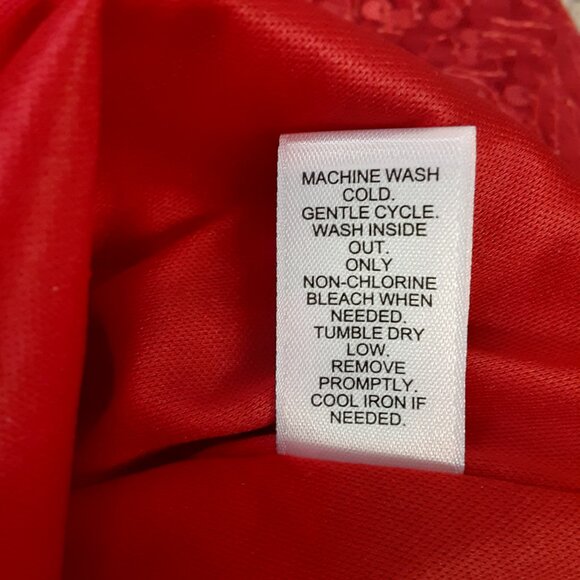 MACHINE WASH
COLD.
GENTLE CYCLE.
WASH INSIDE
OUT.
ONLY
NON-CHLORINE
BLEACH WHEN
NEEDED.
TUMBLE DRY
LOW.
REMOVE
PROMPTLY.
COOL IRON IF
NEEDED.